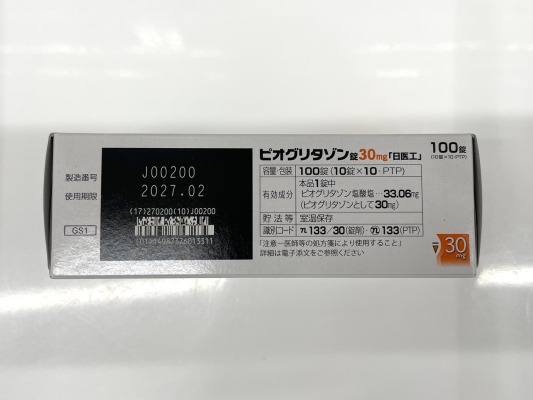 製造番号
使用期限
GS1
J00200
2027.02
(17)270200(10)J00200
ピオグリタゾン錠30mg「日医工」 100錠
(10錠×10・PTP)
容量・包装 100錠(10錠×10・PTP)
有効成分 本品1錠中
ピオグリタゾン塩酸塩…33.06mg
(ピオグリタゾンとして30mg)
貯法等 室温保存
識別コード 133/30(錠剤)・ 133(PTP)
「注意-医師等の処方箋により使用すること」
詳細は電子添文をご参照ください
30mg